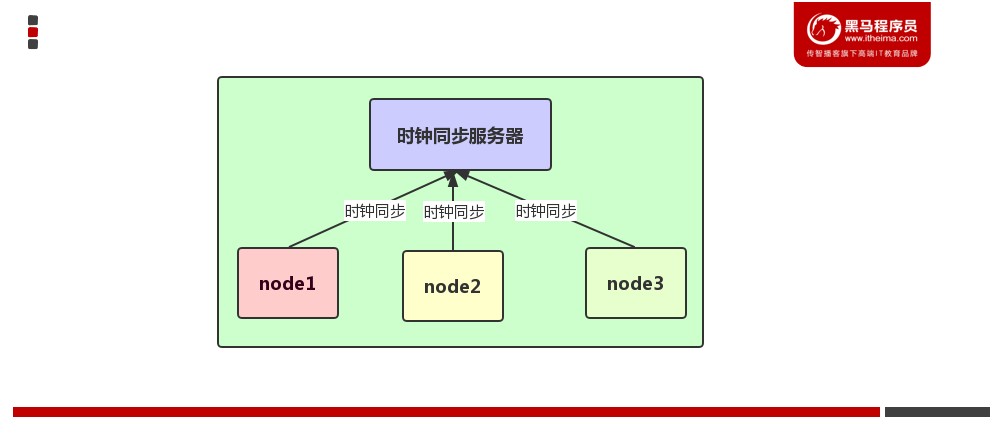 黑马程序员
www.itheima.com
传智播客旗下高端IT教育品牌
时钟同步服务器
时钟同步
时钟同步
时钟同步
node1
node2
node3